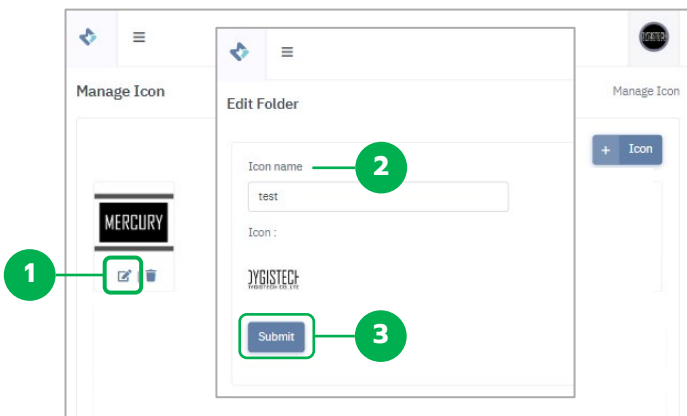 Manage Icon
Manage Icon
+ Icon
MERCURY
1
Edit Folder
Icon name
2
test
Icon :
Submit
3